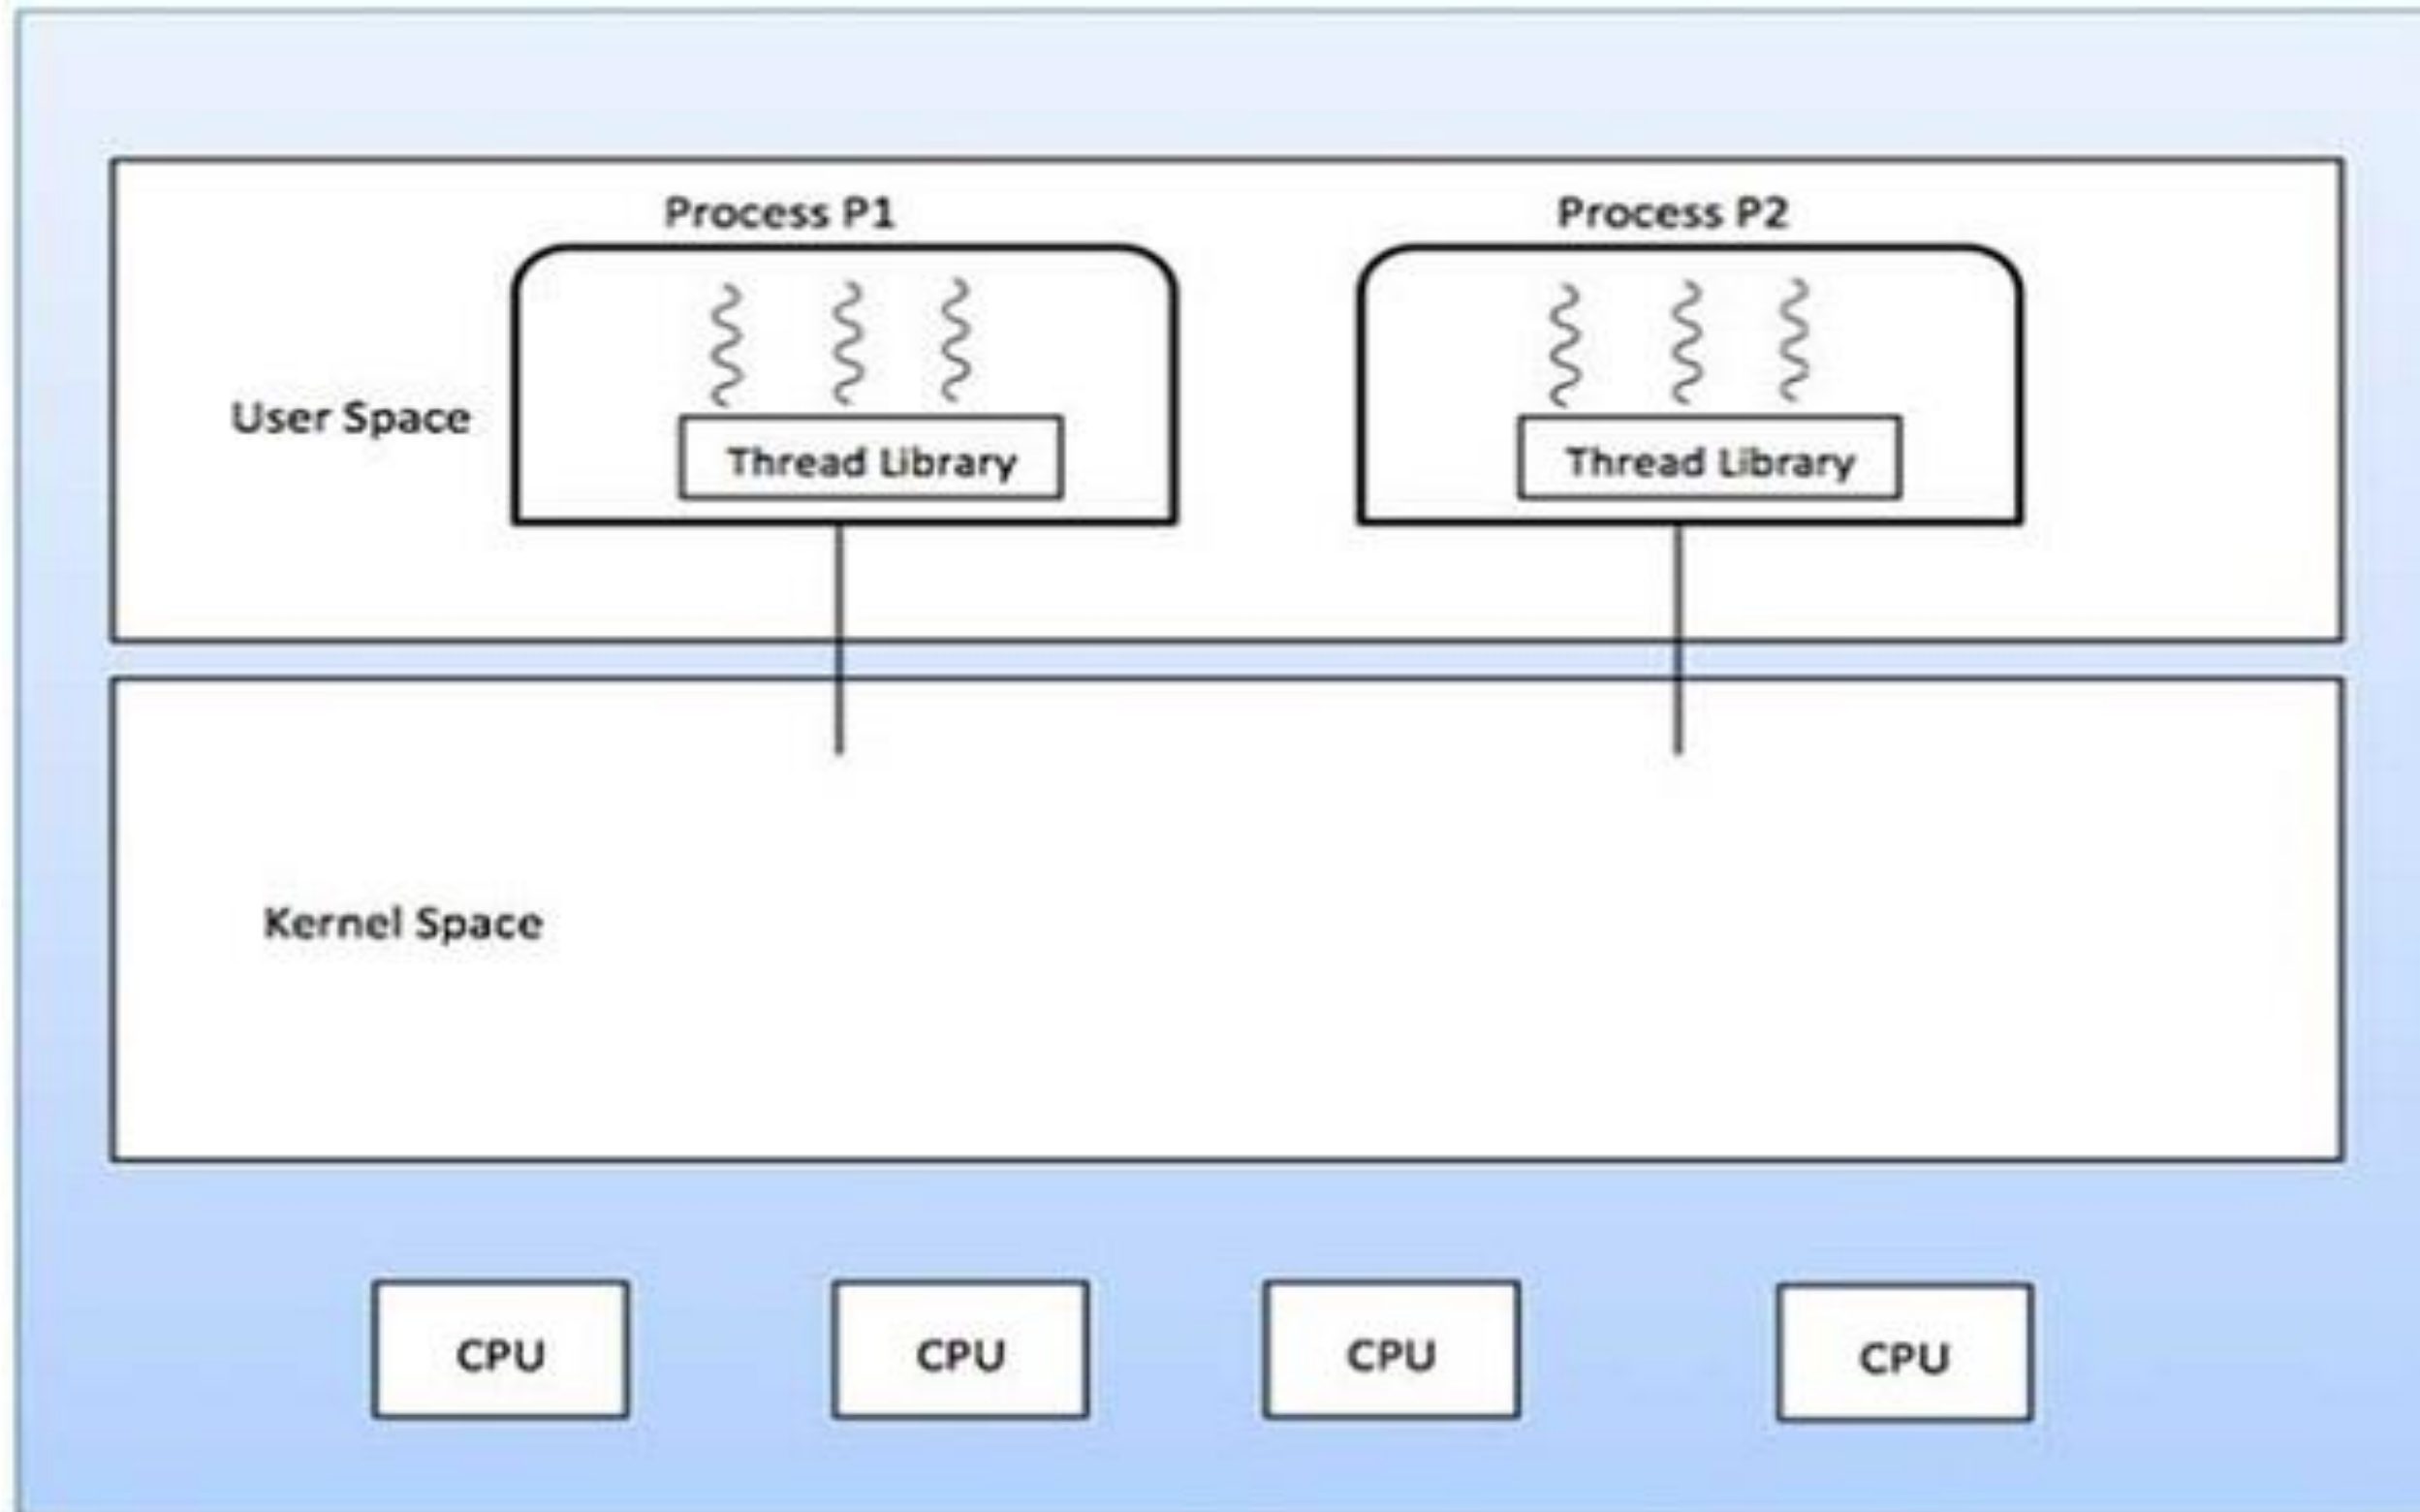 Process P1
Process P2
User Space
Thread Library
Thread Library
Kernel Space
CPU
CPU
CPU
CPU